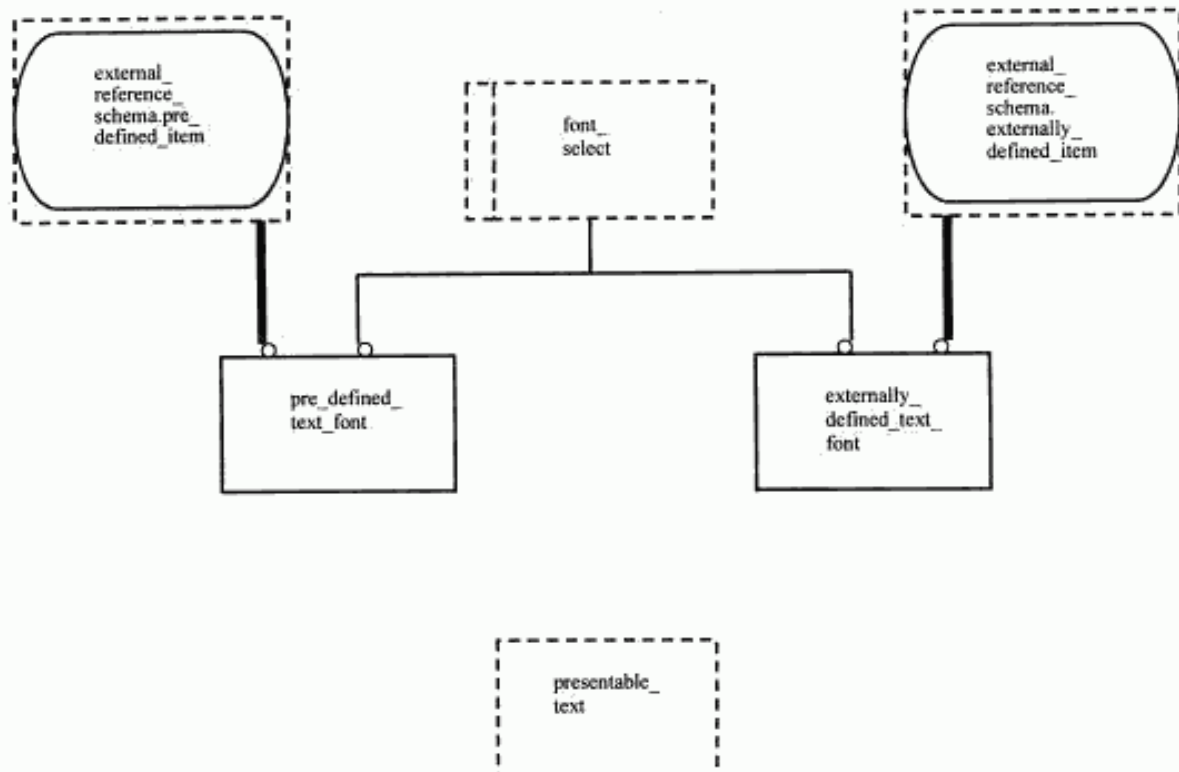 external_
reference_
schema.pre_
defined_item
font_
select
external_
reference_
schema.
externally_
defined_item
pre_defined_
text_font
externally_
defined_text_
font
presentable_
text